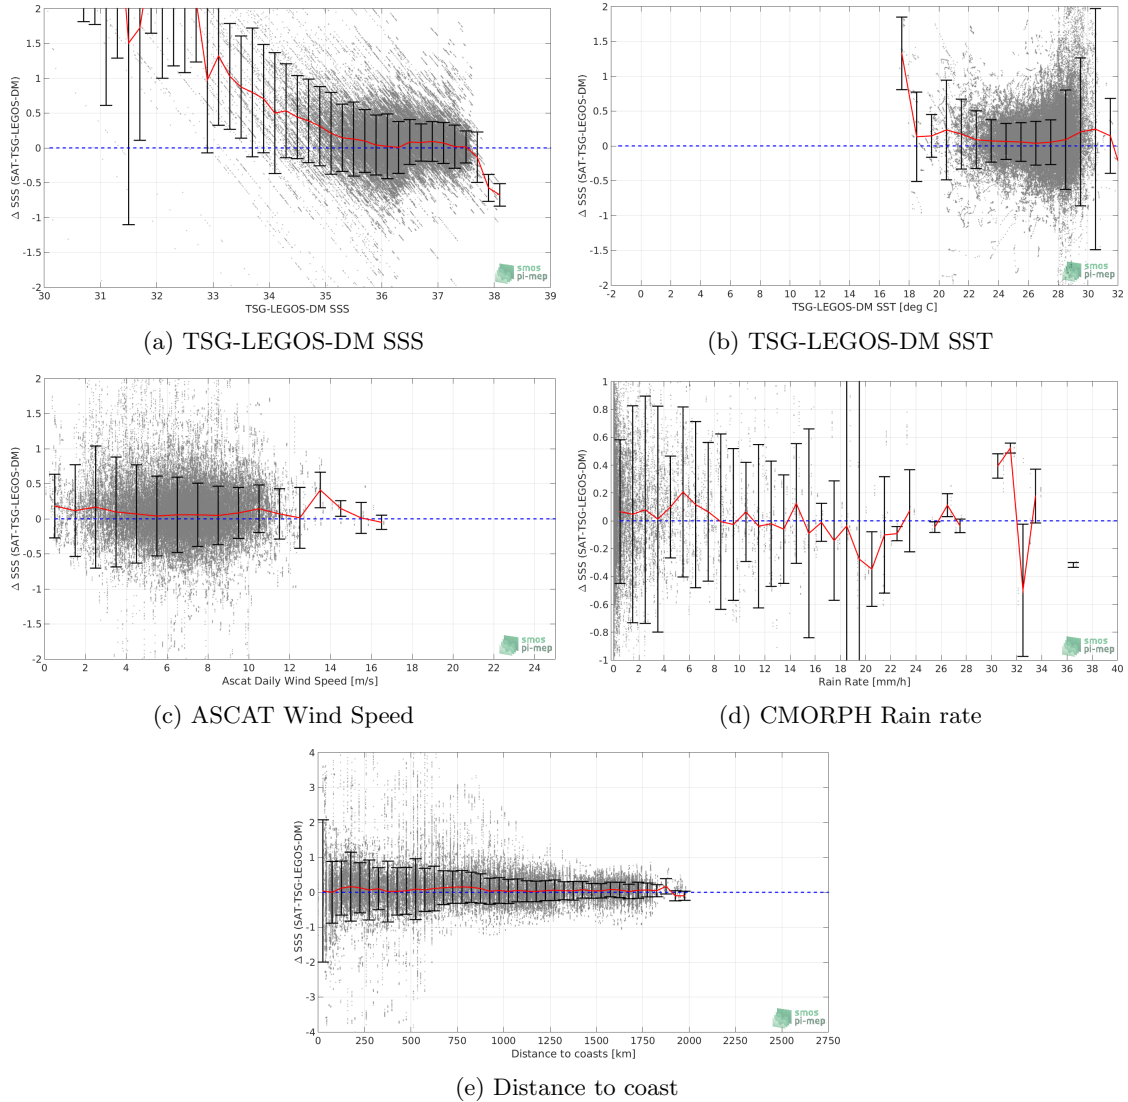 2
1.5
1
0.5
0
-0.5
-1
-1.5
-2
Δ SSS (SAT-TSG-LEGOS-DM)
30 31 32 33 34 35 36 37 38 39
TSG-LEGOS-DM SSS
smos
pi-mep
(a) TSG-LEGOS-DM SSS
2
1.5
1
0.5
0
-0.5
-1
-1.5
-2
Δ SSS (SAT-TSG-LEGOS-DM)
-2 0 2 4 6 8 10 12 14 16 18 20 22 24 26 28 30 32
TSG-LEGOS-DM SST [deg C]
smos
pi-mep
(b) TSG-LEGOS-DM SST
2
1.5
1
0.5
0
-0.5
-1
-1.5
-2
Δ SSS (SAT-TSG-LEGOS-DM)
0 2 4 6 8 10 12 14 16 18 20 22 24
Ascat Daily Wind Speed [m/s]
smos
pi-mep
(c) ASCAT Wind Speed
1
0.8
0.6
0.4
0.2
0
-0.2
-0.4
-0.6
-0.8
-1
Δ SSS (SAT-TSG-LEGOS-DM)
0 2 4 6 8 10 12 14 16 18 20 22 24 26 28 30 32 34 36 38 40
Rain Rate [mm/h]
smos
pi-mep
(d) CMORPH Rain rate
4
3
2
1
0
-1
-2
-3
-4
Δ SSS (SAT-TSG-LEGOS-DM)
0 250 500 750 1000 1250 1500 1750 2000 2250 2500 2750
Distance to coasts [km]
smos
pi-mep
(e) Distance to coast